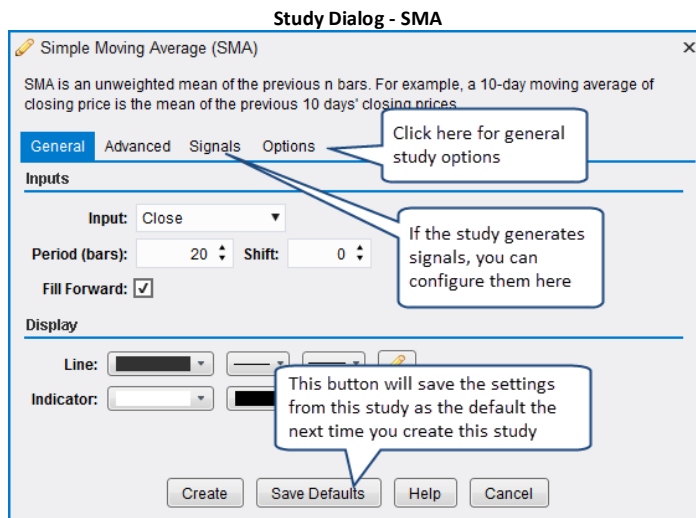 Study Dialog - SMA
Simple Moving Average (SMA)
SMA is an unweighted mean of the previous n bars. For example, a 10-day moving average of
closing price is the mean of the previous 10 days' closing prices
General Advanced Signals Options
Click here for general
study options
Inputs
Input: Close
Period (bars): 20 Shift: 0
If the study generates
signals, you can
configure them here
Fill Forward:
Display
Line:
Indicator:
This button will save the settings
from this study as the default the
next time you create this study
Create Save Defaults Help Cancel